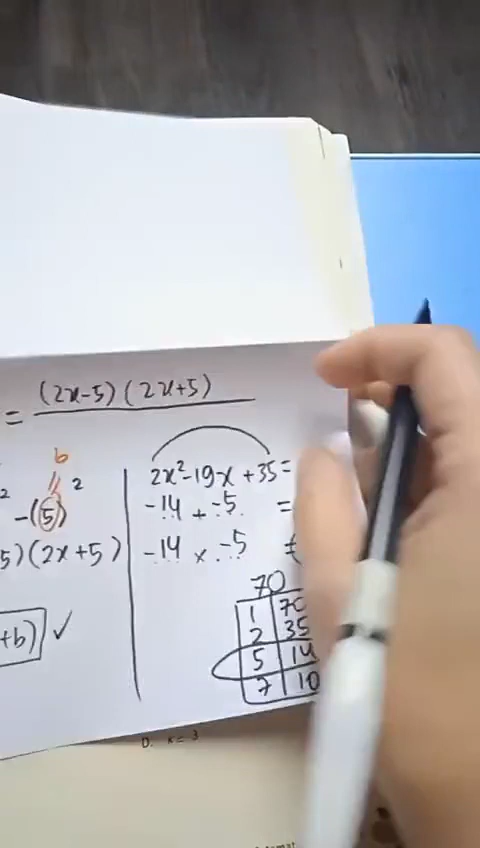 = (2x-5)(2x+5)
b
2 - (5)²
5)(2x+5)
+b) ✓
2x²-19x+35=
-14 + -5 =
-14 x -5
70
1 70
2 35
5 14
7 10
D. x = 3